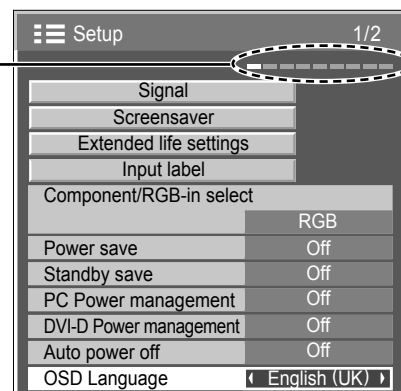 Setup 1/2
Signal
Screensaver
Extended life settings
Input label
Component/RGB-in select
RGB
Power save Off
Standby save Off
PC Power management Off
DVI-D Power management Off
Auto power off Off
OSD Language English (UK)